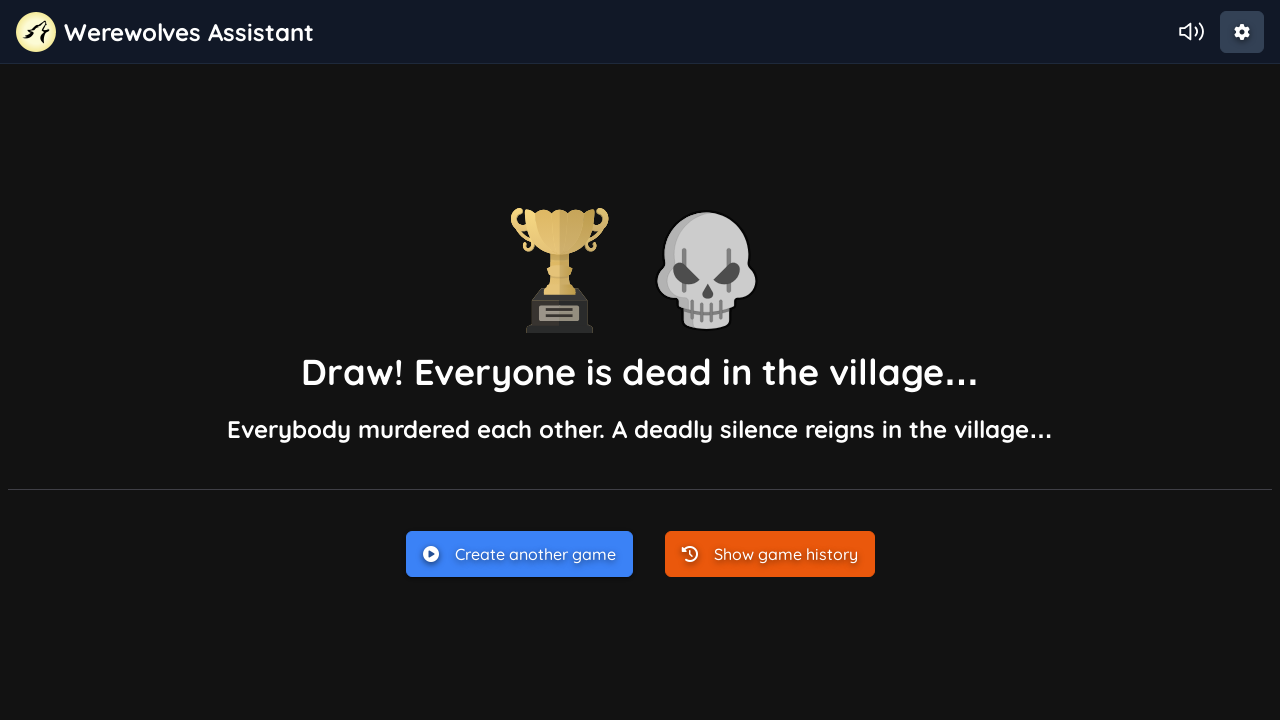 Werewolves Assistant
Draw! Everyone is dead in the village...
Everybody murdered each other. A deadly silence reigns in the village...
Create another game
Show game history